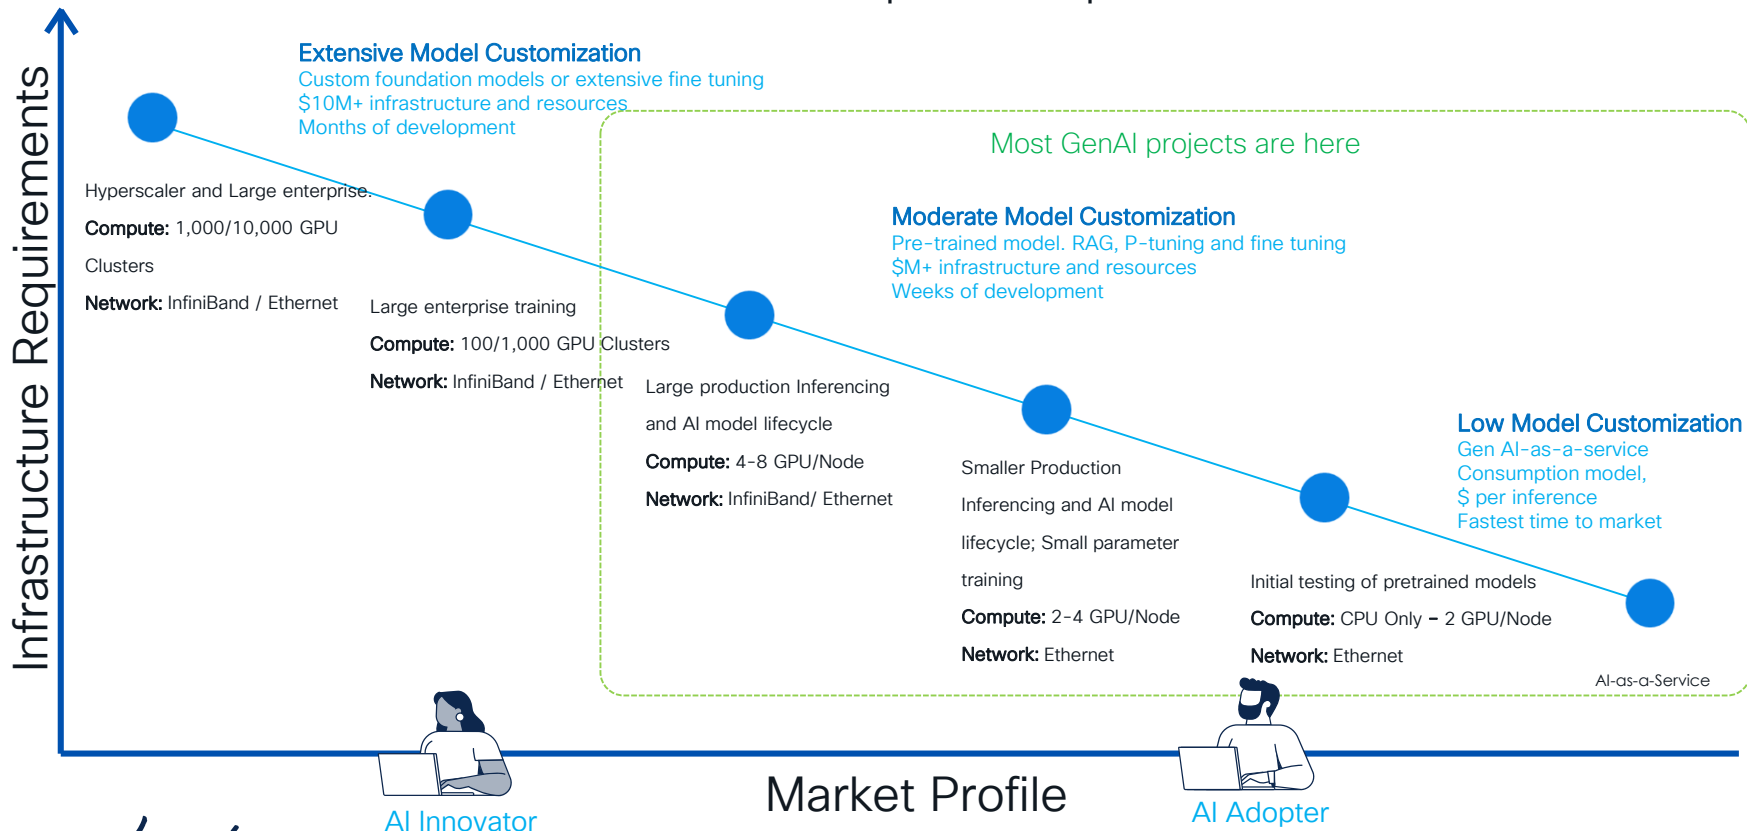 Infrastructure Requirements
Extensive Model Customization
Custom foundation models or extensive fine tuning
$10M+ infrastructure and resources
Months of development
Most GenAI projects are here
Hyperscaler and Large enterprise.
Compute: 1,000/10,000 GPU
Clusters
Network: InfiniBand / Ethernet
Moderate Model Customization
Pre-trained model. RAG, P-tuning and fine tuning
$M+ infrastructure and resources
Weeks of development
Large enterprise training
Compute: 100/1,000 GPU Clusters
Network: InfiniBand / Ethernet
Large production Inferencing
and AI model lifecycle
Compute: 4-8 GPU/Node
Network: InfiniBand/ Ethernet
Low Model Customization
Gen AI-as-a-service
Consumption model,
$ per inference
Fastest time to market
Smaller Production
Inferencing and AI model
lifecycle; Small parameter
training
Compute: 2-4 GPU/Node
Network: Ethernet
Initial testing of pretrained models
Compute: CPU Only – 2 GPU/Node
Network: Ethernet
AI-as-a-Service
Market Profile
AI Innovator
AI Adopter